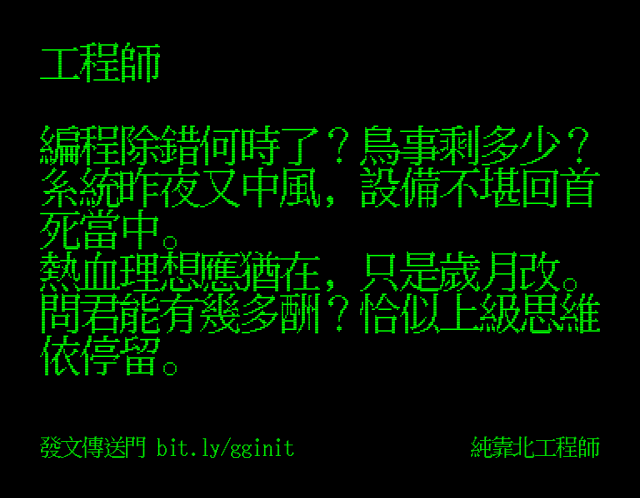 工程師
編程除錯何時了？鳥事剩多少？
系統昨夜又中風，設備不堪回首
死當中。
熱血理想應猶在，只是歲月改。
問君能有幾多酬？恰似上級思維
依停留。
發文傳送門 bit.ly/gginit
純靠北工程師